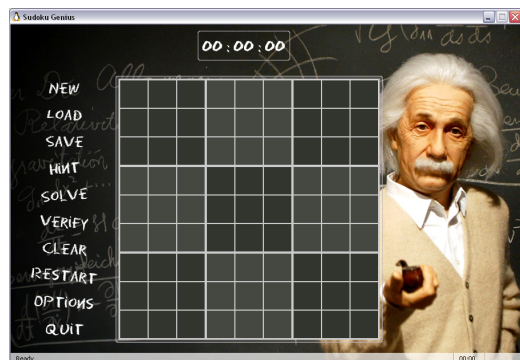 Sudoku Genius
00:00:00
NEW
LOAD
SAVE
HiNT
SOLVE
VERiFY
CLEAR
RESTART
OPTiONS
QUiT
Ready
00:00